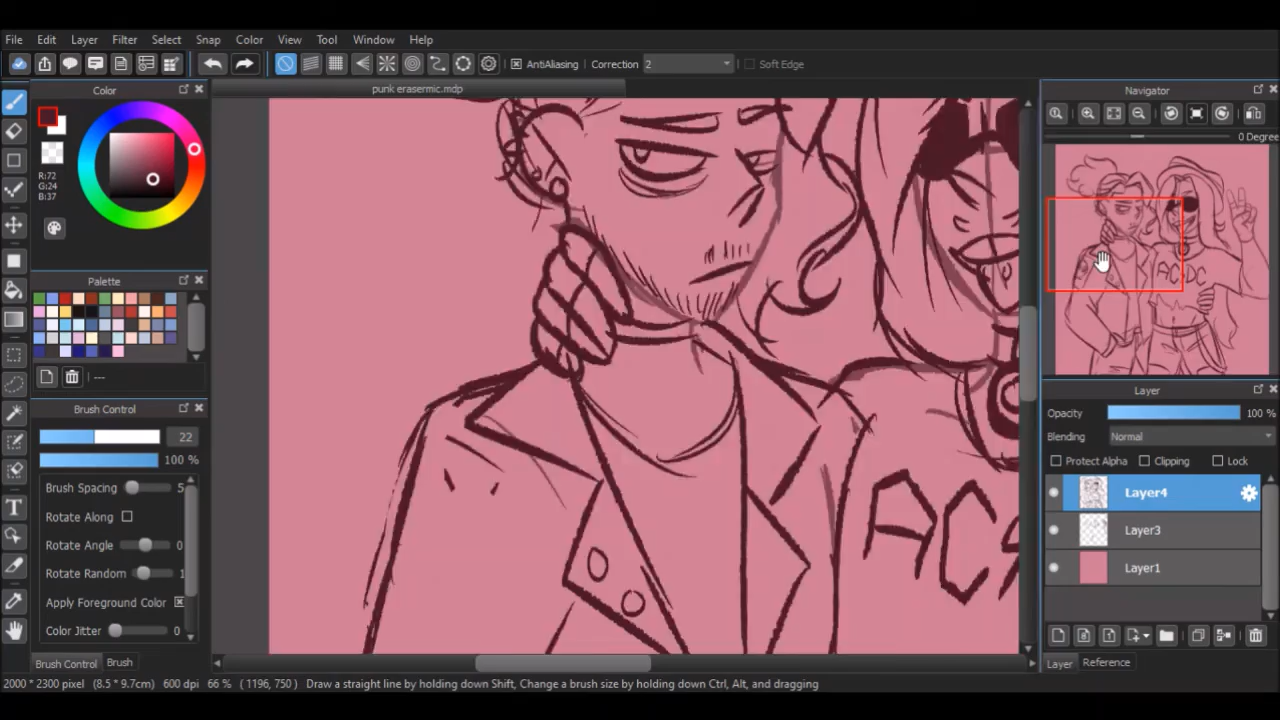 File Edit Layer Filter Select Snap Color View Tool Window Help
AntiAliasing Correction 2 Soft Edge
Color
punk erasermic.mdp
Navigator
R:72
G:24
B:37
0 Degree
Palette
---
Brush Control
22
100 %
Brush Spacing 5
Rotate Along
Rotate Angle 0
Rotate Random 1
Apply Foreground Color
Color Jitter 0
Brush Control Brush
Layer
Opacity 100 %
Blending Normal
Protect Alpha Clipping Lock
Layer4
Layer3
Layer1
Layer Reference
2000 * 2300 pixel (8.5 * 9.7cm) 600 dpi 66 % ( 1196, 750 ) Draw a straight line by holding down Shift, Change a brush size by holding down Ctrl, Alt, and dragging